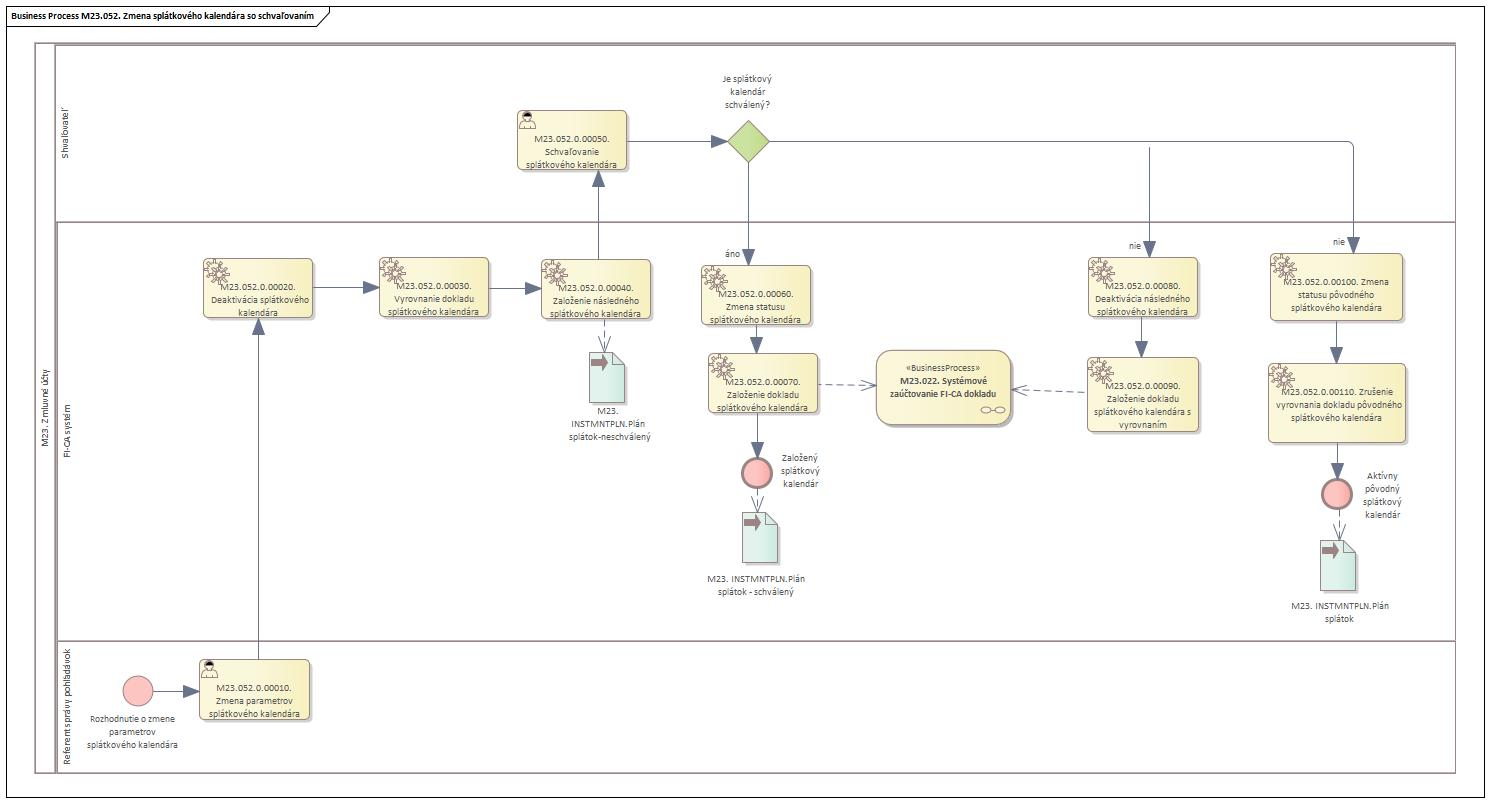 Business Process M23.052. Zmena splátkového kalendára so schvaľovaním
M23. Zmluvné účty
Shvaľovateľ
Je splátkový
kalendár
schválený?
M23.052.0.00050.
Schvaľovanie
splátkového kalendára
FI-CA systém
áno
nie
nie
M23.052.0.00020.
Deaktivácia splátkového
kalendára
M23.052.0.00030.
Vyrovnanie dokladu
splátkového kalendára
M23.052.0.00040.
Založenie následného
splátkového kalendára
M23.052.0.00060.
Zmena statusu
splátkového kalendára
M23.052.0.00080.
Deaktivácia následného
splátkového kalendára
M23.052.0.00100. Zmena
statusu pôvodného
splátkového kalendára
M23.
INSTMNTPLN.Plán
splátok-neschválený
M23.052.0.00070.
Založenie dokladu
splátkového kalendára
«BusinessProcess»
M23.022. Systémové
zaúčtovanie FI-CA dokladu
M23.052.0.00090.
Založenie dokladu
splátkového kalendára s
vyrovnaním
M23.052.0.00110. Zrušenie
vyrovnania dokladu pôvodného
splátkového kalendára
Založený
splátkový
kalendár
Aktívny
pôvodný
splátkový
kalendár
M23. INSTMNTPLN.Plán
splátok - schválený
M23. INSTMNTPLN.Plán
splátok
Referent správy pohľadávok
M23.052.0.00010.
Zmena parametrov
splátkového kalendára
Rozhodnutie o zmene
parametrov
splátkového kalendára